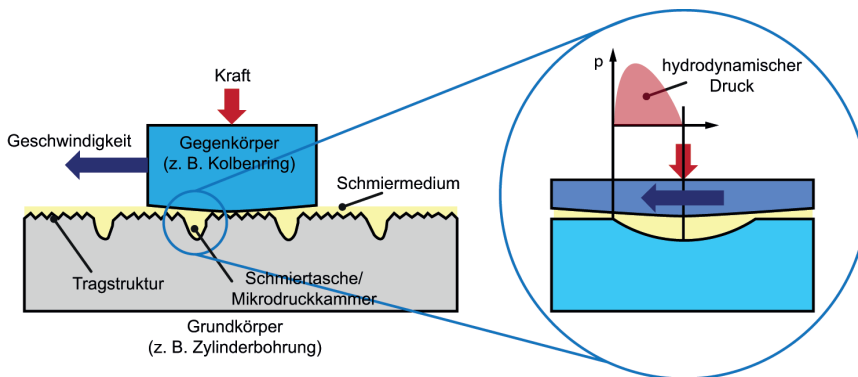 Kraft
Geschwindigkeit
Gegenkörper
(z. B. Kolbenring)
Schmiermedium
Tragstruktur
Schmiertasche/
Mikrodruckkammer
Grundkörper
(z. B. Zylinderbohrung)
p
hydrodynamischer
Druck